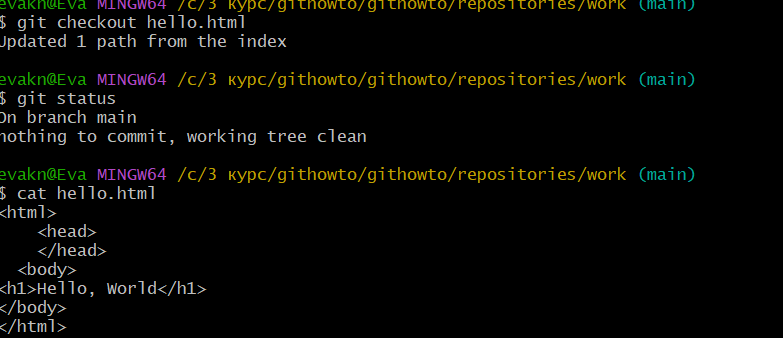 evakn@Eva MINGW64 /c/3 курс/githowto/githowto/repositories/work (main)
$ git checkout hello.html
Updated 1 path from the index
evakn@Eva MINGW64 /c/3 курс/githowto/githowto/repositories/work (main)
$ git status
On branch main
nothing to commit, working tree clean
evakn@Eva MINGW64 /c/3 курс/githowto/githowto/repositories/work (main)
$ cat hello.html
<html>
    <head>
    </head>
  <body>
<h1>Hello, World</h1>
</body>
</html>